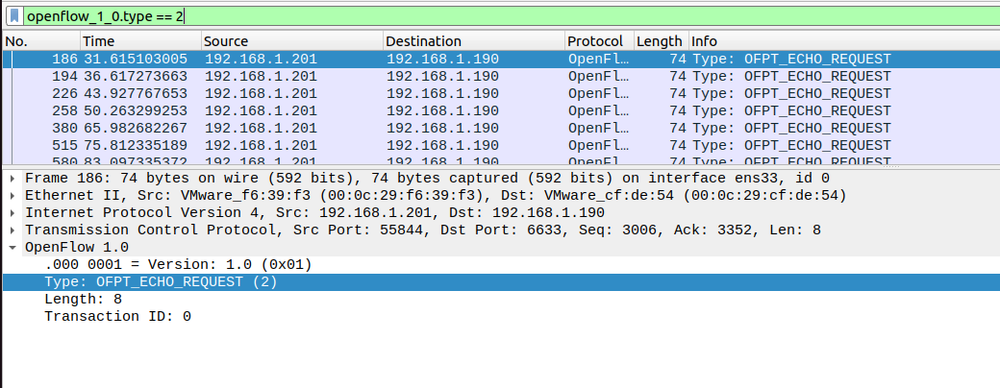 openflow_1_0.type == 2
No. Time Source Destination Protocol Length Info
186 31.615103005 192.168.1.201 192.168.1.190 OpenFl… 74 Type: OFPT_ECHO_REQUEST
194 36.617273663 192.168.1.201 192.168.1.190 OpenFl… 74 Type: OFPT_ECHO_REQUEST
226 43.927767653 192.168.1.201 192.168.1.190 OpenFl… 74 Type: OFPT_ECHO_REQUEST
258 50.263299253 192.168.1.201 192.168.1.190 OpenFl… 74 Type: OFPT_ECHO_REQUEST
380 65.982682267 192.168.1.201 192.168.1.190 OpenFl… 74 Type: OFPT_ECHO_REQUEST
515 75.812335189 192.168.1.201 192.168.1.190 OpenFl… 74 Type: OFPT_ECHO_REQUEST
580 83.097335372 192.168.1.201 192.168.1.190 OpenFl… 74 Type: OFPT_ECHO_REQUEST
Frame 186: 74 bytes on wire (592 bits), 74 bytes captured (592 bits) on interface ens33, id 0
Ethernet II, Src: VMware_f6:39:f3 (00:0c:29:f6:39:f3), Dst: VMware_cf:de:54 (00:0c:29:cf:de:54)
Internet Protocol Version 4, Src: 192.168.1.201, Dst: 192.168.1.190
Transmission Control Protocol, Src Port: 55844, Dst Port: 6633, Seq: 3006, Ack: 3352, Len: 8
OpenFlow 1.0
.000 0001 = Version: 1.0 (0x01)
Type: OFPT_ECHO_REQUEST (2)
Length: 8
Transaction ID: 0